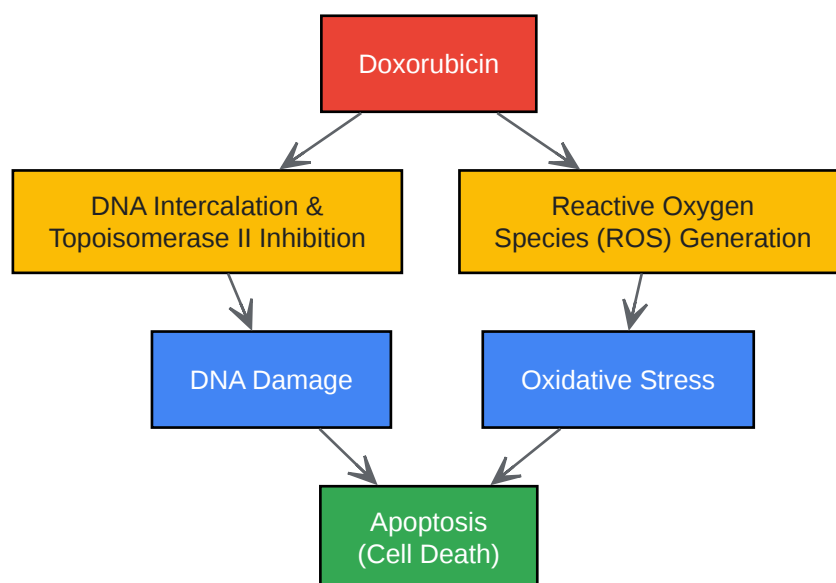 Doxorubicin
DNA Intercalation &
Topoisomerase II Inhibition
Reactive Oxygen
Species (ROS) Generation
DNA Damage
Oxidative Stress
Apoptosis
(Cell Death)